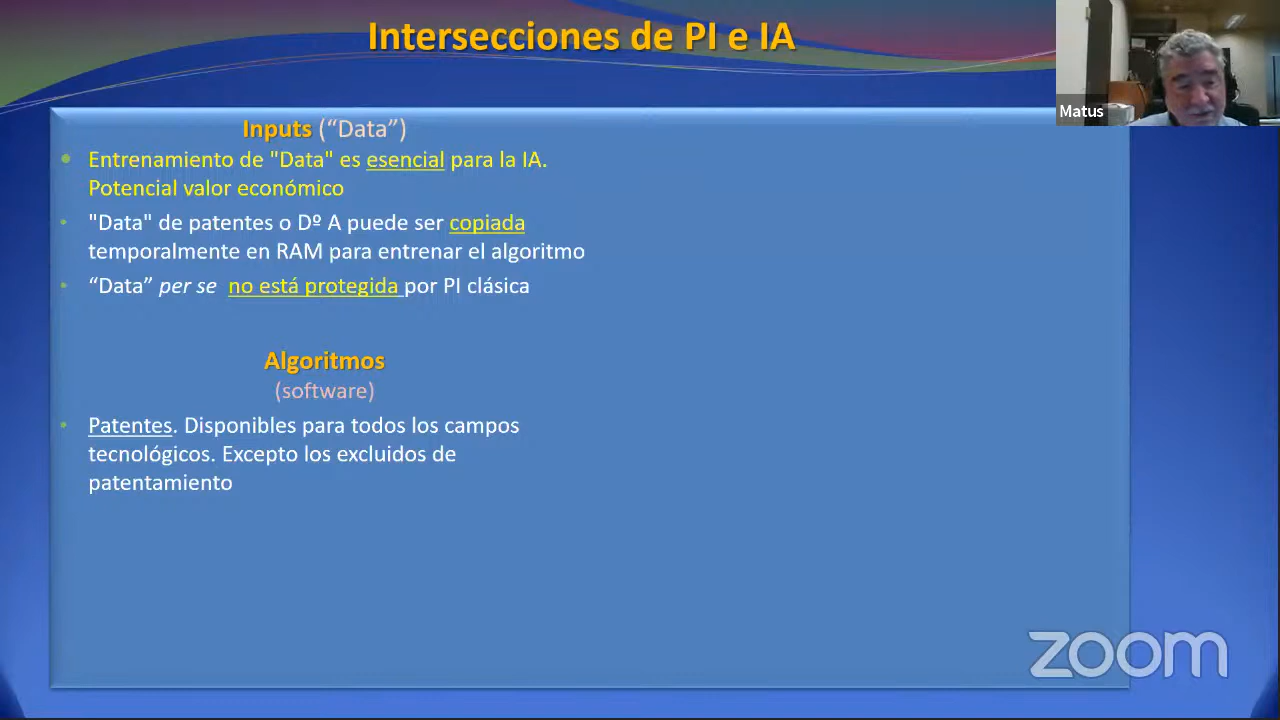 Intersecciones de PI e IA
Matus
Inputs (“Data”)
Entrenamiento de "Data" es esencial para la IA.
Potencial valor económico
"Data" de patentes o Dº A puede ser copiada
temporalmente en RAM para entrenar el algoritmo
“Data” per se no está protegida por PI clásica
Algoritmos
(software)
Patentes. Disponibles para todos los campos
tecnológicos. Excepto los excluidos de
patentamiento
zoom